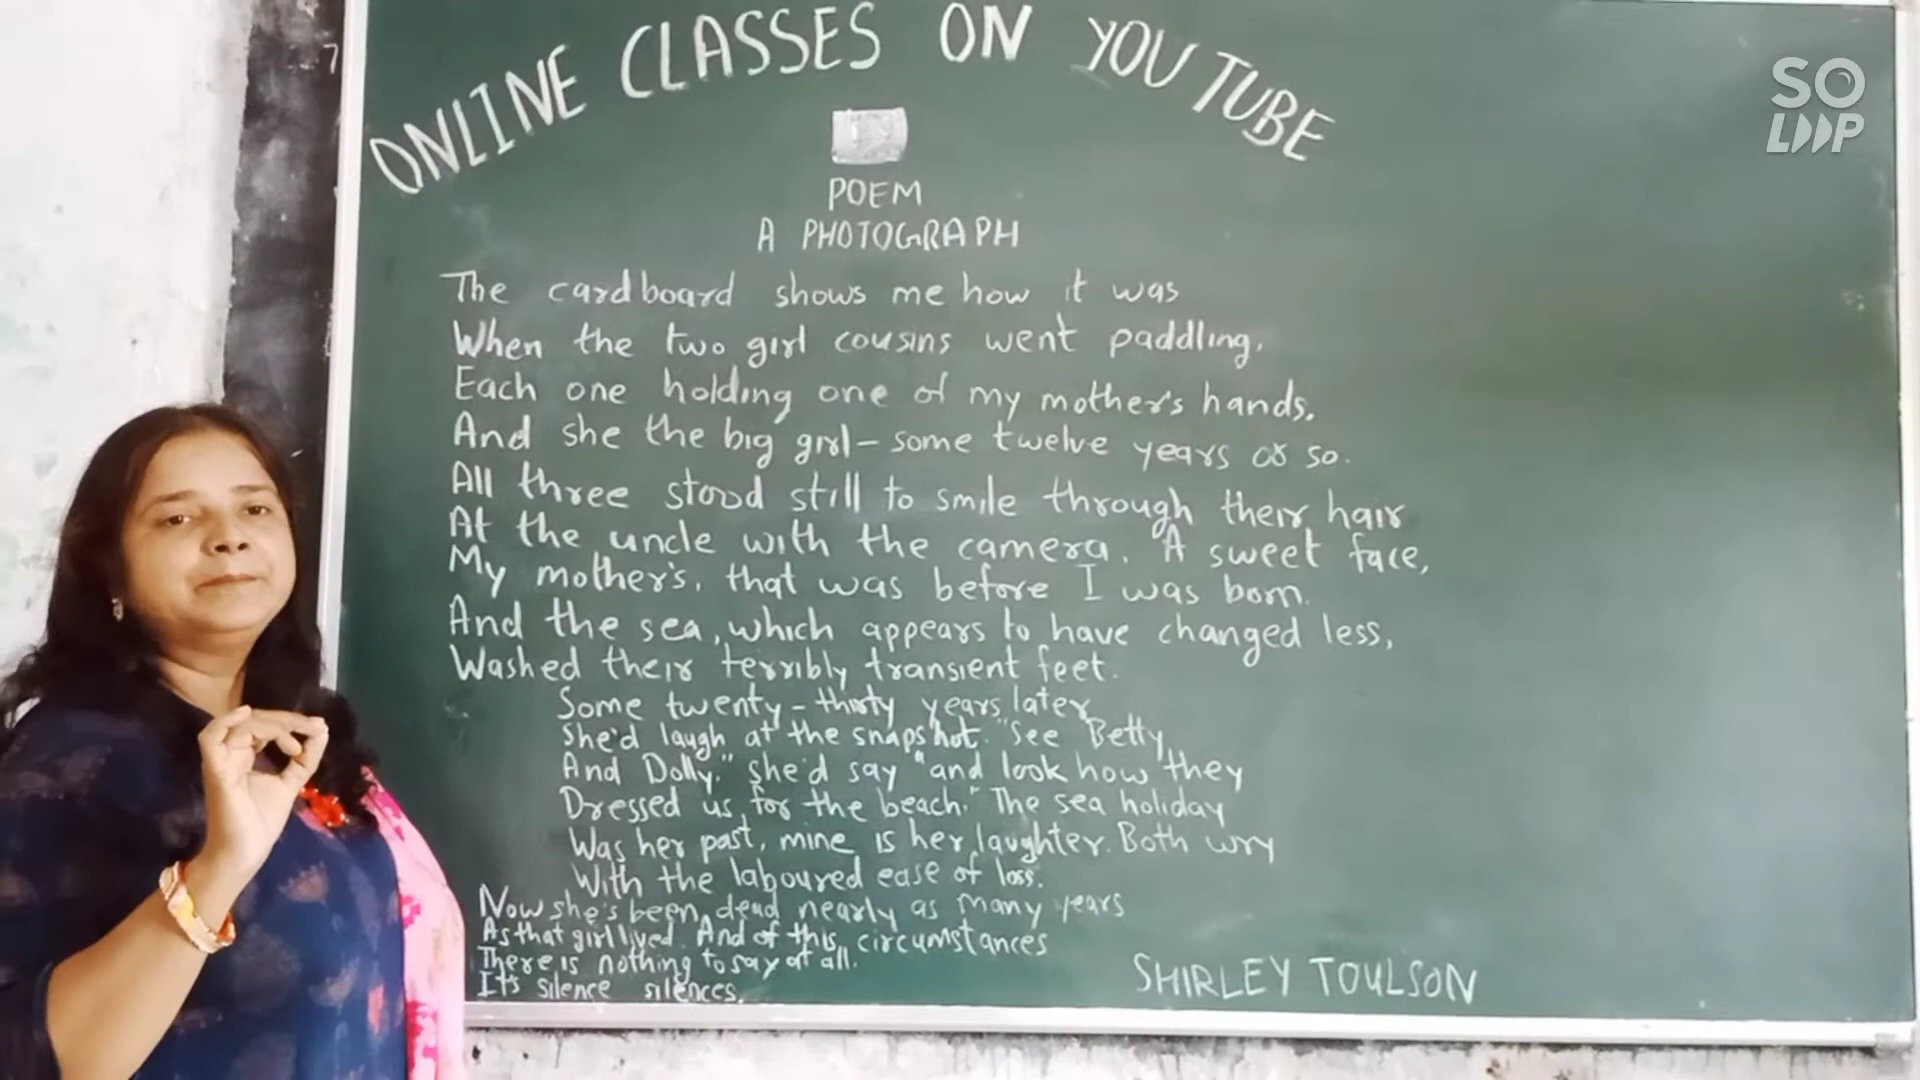 ONLINE CLASSES ON YOU TUBE
SOLOOP
POEM
A PHOTOGRAPH
The cardboard shows me how it was
When the two girl cousins went paddling,
Each one holding one of my mother's hands,
And she the big girl - some twelve years or so.
All three stood still to smile through their hair
At the uncle with the camera. A sweet face,
My mother's, that was before I was born.
And the sea, which appears to have changed less,
Washed their terribly transient feet.
Some twenty - thirty years later
She'd laugh at the snapshot. "See Betty
And Dolly." she'd say "and look how they
Dressed us for the beach." The sea holiday
Was her past, mine is her laughter. Both wry
With the laboured ease of loss.
Now she's been dead nearly as many years
As that girl lived. And of this circumstances
There is nothing to say at all.
It's silence silences.
SHIRLEY TOULSON